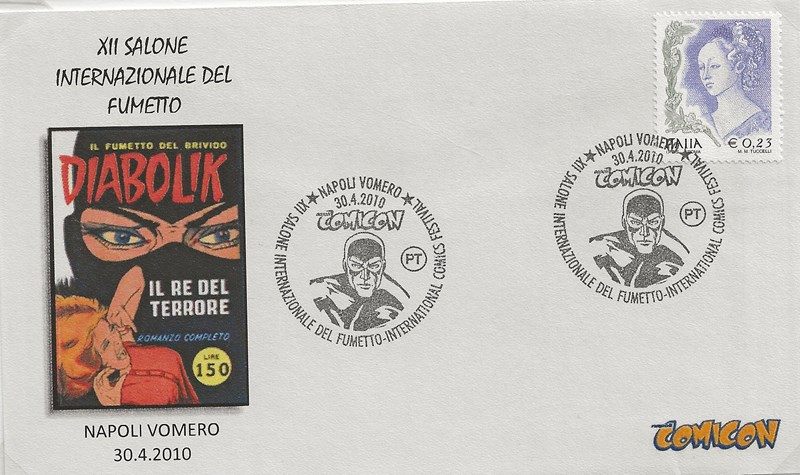 XII SALONE
INTERNAZIONALE DEL
FUMETTO
IL FUMETTO DEL BRIVIDO
DIABOLIK
IL RE DEL
TERRORE
ROMANZO COMPLETO
LIRE
150
NAPOLI VOMERO
30.4.2010
★ NAPOLI VOMERO ★
30.4.2010
COMICON
PT
XII SALONE INTERNAZIONALE DEL FUMETTO-INTERNATIONAL COMICS FESTIVAL
ITALIA € 0,23
M. M. TUCCELLI
★ NAPOLI VOMERO ★
30.4.2010
COMICON
PT
XII SALONE INTERNAZIONALE DEL FUMETTO-INTERNATIONAL COMICS FESTIVAL
COMICON